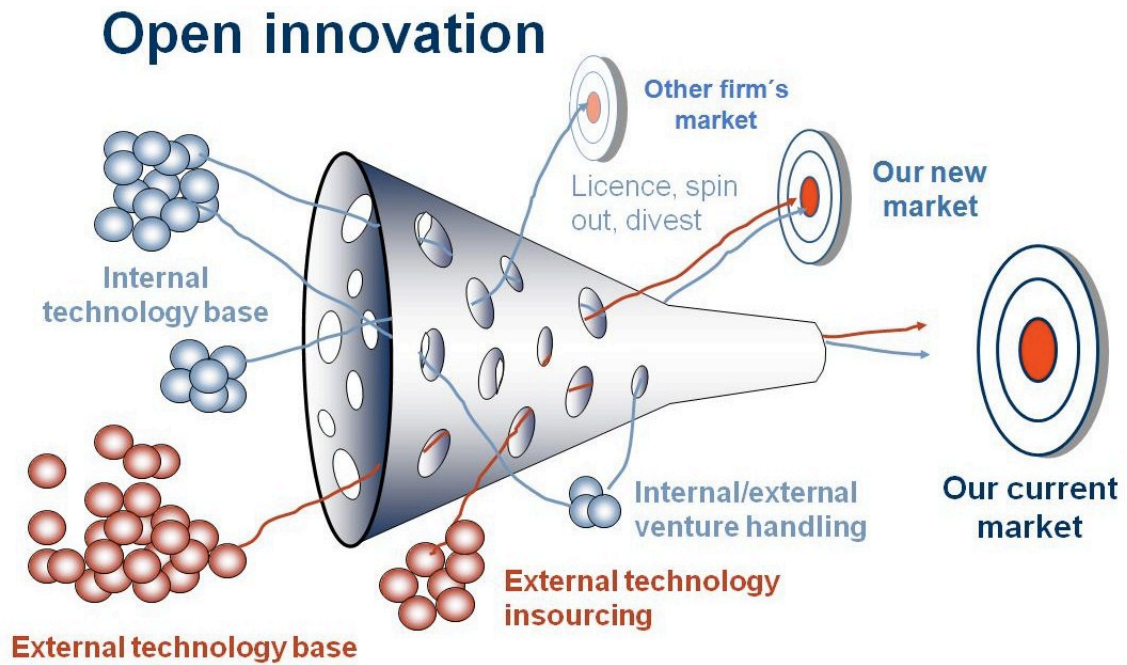 Open innovation
Other firm´s
market
Licence, spin
out, divest
Our new
market
Internal
technology base
Our current
market
Internal/external
venture handling
External technology
insourcing
External technology base